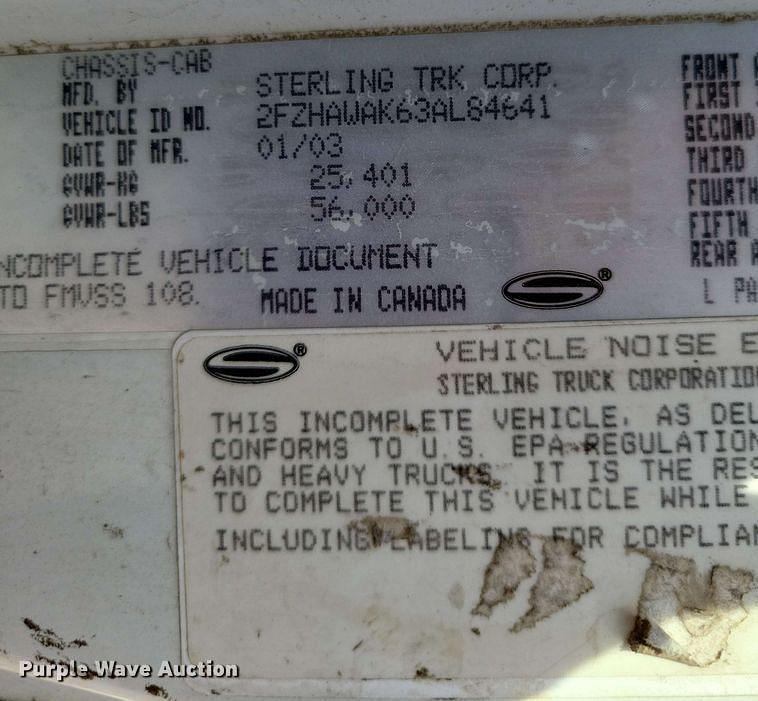 CHASSIS-CAB
MFD. BY STERLING TRK CORP.
VEHICLE ID NO. 2FZHAWAK63AL84641
DATE OF MFR. 01/03
GVWR-KG 25,401
GVWR-LBS 56,000
FRONT
FIRST
SECOND
THIRD
FOURTH
FIFTH
REAR
NCOMPLETE VEHICLE DOCUMENT
TO FMVSS 108. MADE IN CANADA ®
L PA
® VEHICLE NOISE E
STERLING TRUCK CORPORATIO
THIS INCOMPLETE VEHICLE, AS DEL
CONFORMS TO U.S. EPA REGULATION
AND HEAVY TRUCKS. IT IS THE RES
TO COMPLETE THIS VEHICLE WHILE
INCLUDING LABELING FOR COMPLIAN
Purple Wave Auction